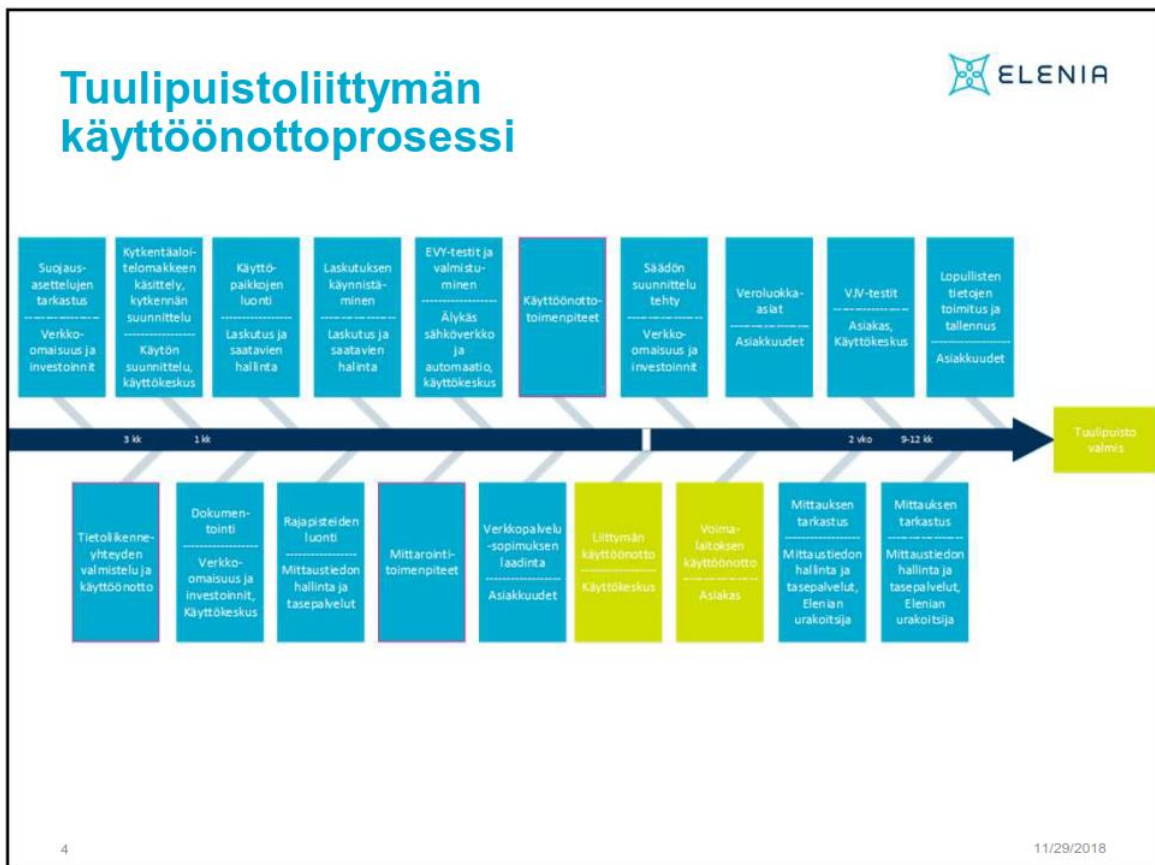 Tuulipuistoliittymän
käyttöönottoprosessi
ELENIA
Suojaus-
asettelujen
tarkastus
Verkko-
omaisuus ja
investoinnit
Kytkentäaloi-
telomakkeen
käsittely,
kytkennän
suunnittelu
Käytön
suunnittelu,
käyttökeskus
Käyttö-
paikkojen
luonti
Laskutus ja
saatavien
hallinta
Laskutuksen
käynnistä-
minen
Laskutus ja
saatavien
halinta
EVY-testit ja
valmistu-
minen
Älykäs
sähköverkko
ja
automaatio,
käyttökeskus
Käyttöönotto-
toimenpiteet
Säädön
suunnittelu
tehty
Verkko-
omaisuus ja
investoinnit
Veroluokka-
asiat
Asiakkuudet
VJV-testit
Asiakas,
Käyttökeskus
Lopullisten
tietojen
toimitus ja
tallennus
Asiakkuudet
3 kk
1 kk
2 vko
9-12 kk
Tuulipuisto
valmis
Tietoliikenne-
yhteyden
valmistelu ja
käyttöönotto
Dokumen-
tointi
Verkko-
omaisuus ja
investoinnit,
Käyttökeskus
Rajapisteiden
luonti
Mittaustiedon
hallinta ja
tasepalvelut
Mittarointi-
toimenpiteet
Verkkopalvelu
-sopimuksen
laadinta
Asiakkuudet
Liittymän
käyttöönotto
Käyttökeskus
Voima-
laitoksen
käyttöönotto
Asiakas
Mittauksen
tarkastus
Mittaustiedon
hallinta ja
tasepalvelut,
Elenian
urakoitsija
Mittauksen
tarkastus
Mittaustiedon
hallinta ja
tasepalvelut,
Elenian
urakoitsija
4
11/29/2018